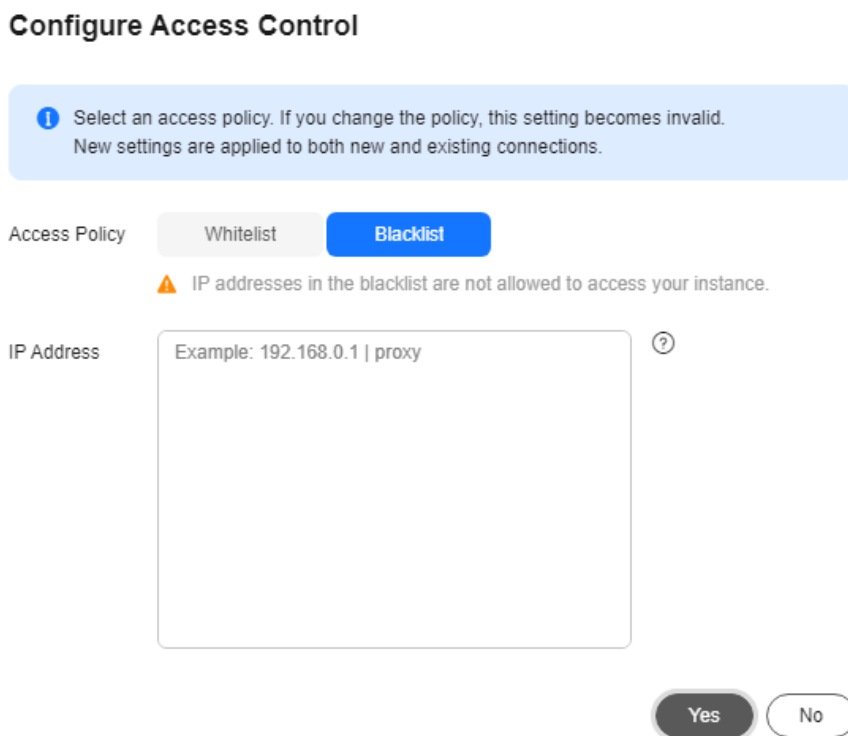 Configure Access Control
Select an access policy. If you change the policy, this setting becomes invalid.
New settings are applied to both new and existing connections.
Access Policy Whitelist Blacklist
IP addresses in the blacklist are not allowed to access your instance.
IP Address Example: 192.168.0.1 | proxy
Yes No